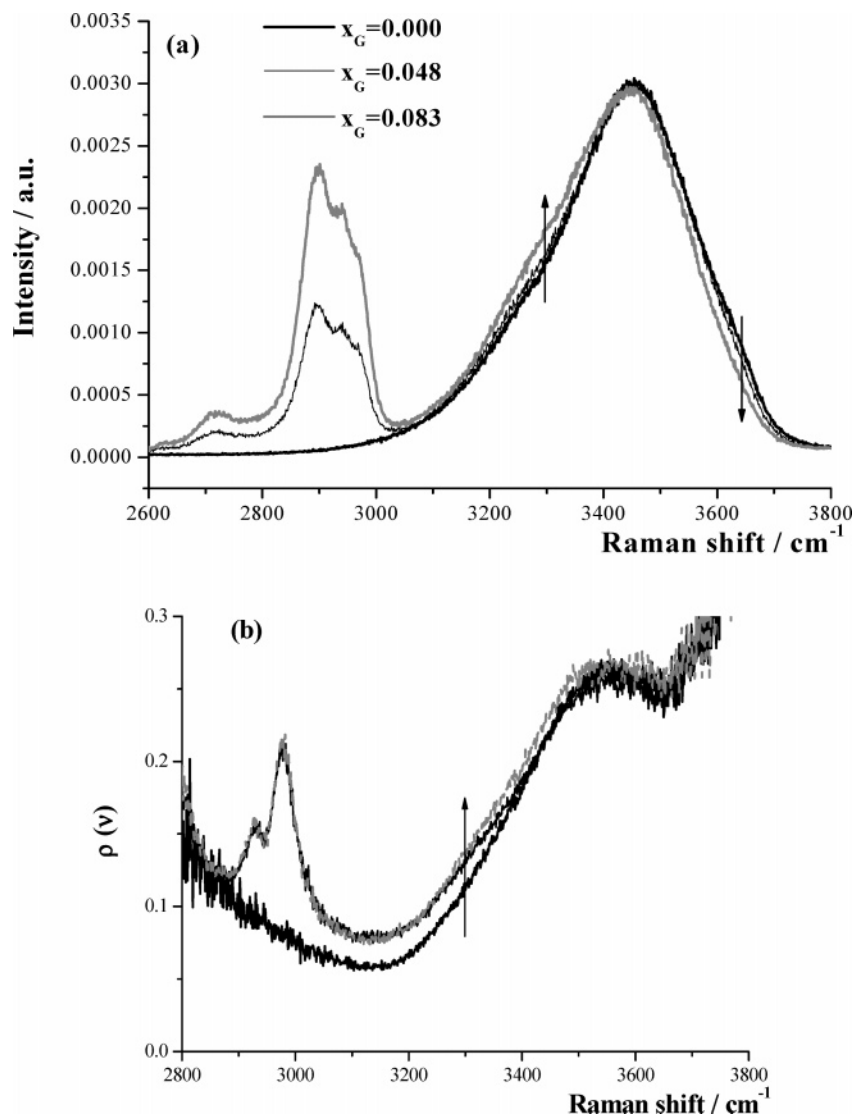 0.0035
(a)
x_G=0.000
x_G=0.048
x_G=0.083
0.0030
0.0025
0.0020
0.0015
0.0010
0.0005
0.0000
Intensity / a.u.
2600 2800 3000 3200 3400 3600 3800
Raman shift / cm⁻¹
0.3
(b)
0.2
0.1
0.0
ρ (ν)
2800 3000 3200 3400 3600 3800
Raman shift / cm⁻¹